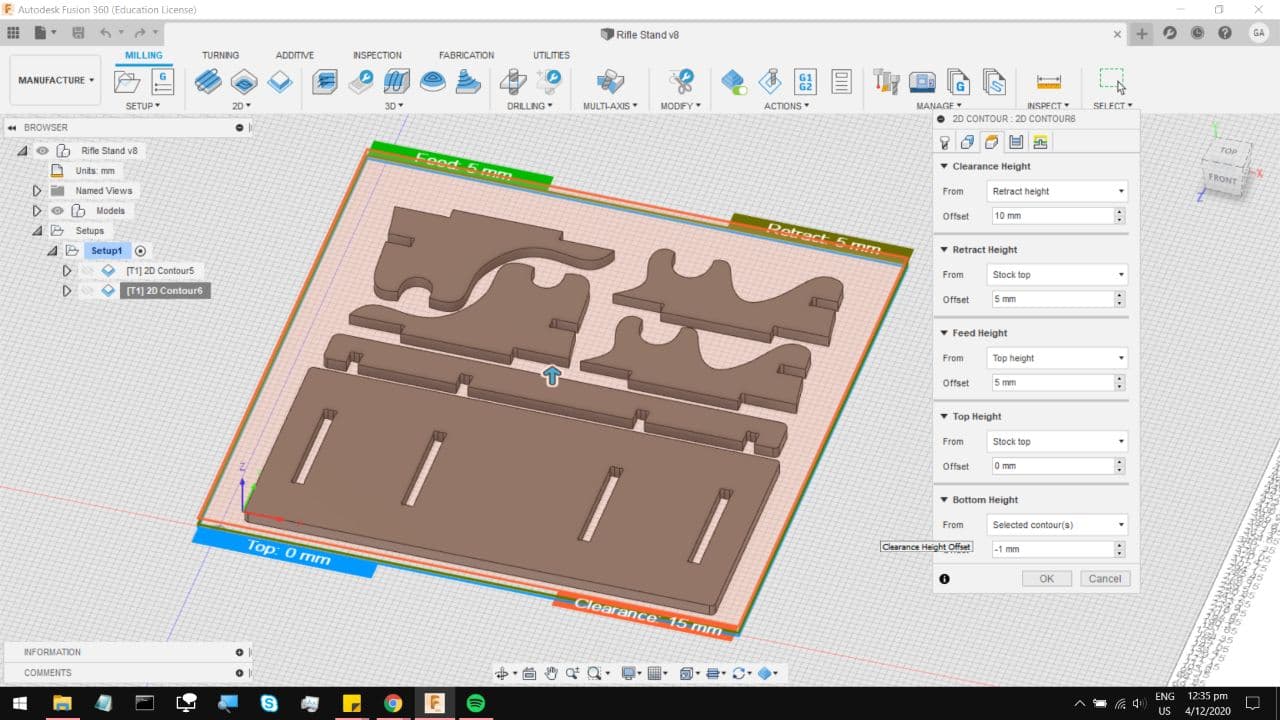 Autodesk Fusion 360 (Education License)
Rifle Stand v8
GA
MILLING TURNING ADDITIVE INSPECTION FABRICATION UTILITIES
MANUFACTURE
G
G1
G2
G
SETUP 2D 3D DRILLING MULTI-AXIS MODIFY ACTIONS MANAGE INSPECT SELECT
BROWSER
Rifle Stand v8
Units: mm
Named Views
Models
Setups
Setup1
[T1] 2D Contour5
[T1] 2D Contour6
Feed: 5 mm
Retract: 5 mm
Top: 0 mm
Clearance: 15 mm
Z
TOP
FRONT
X
Y
Z
2D CONTOUR : 2D CONTOUR6
Clearance Height
From Retract height
Offset 10 mm
Retract Height
From Stock top
Offset 5 mm
Feed Height
From Top height
Offset 5 mm
Top Height
From Stock top
Offset 0 mm
Bottom Height
From Selected contour(s)
Clearance Height Offset
-1 mm
OK Cancel
INFORMATION
COMMENTS
ENG
US
12:35 pm
4/12/2020